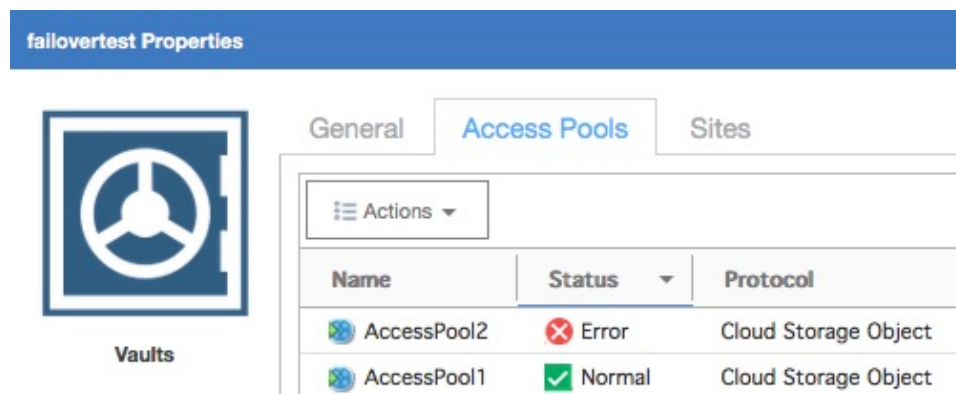 failovertest Properties
General Access Pools Sites
Actions
Name Status Protocol
AccessPool2 Error Cloud Storage Object
Vaults
AccessPool1 Normal Cloud Storage Object